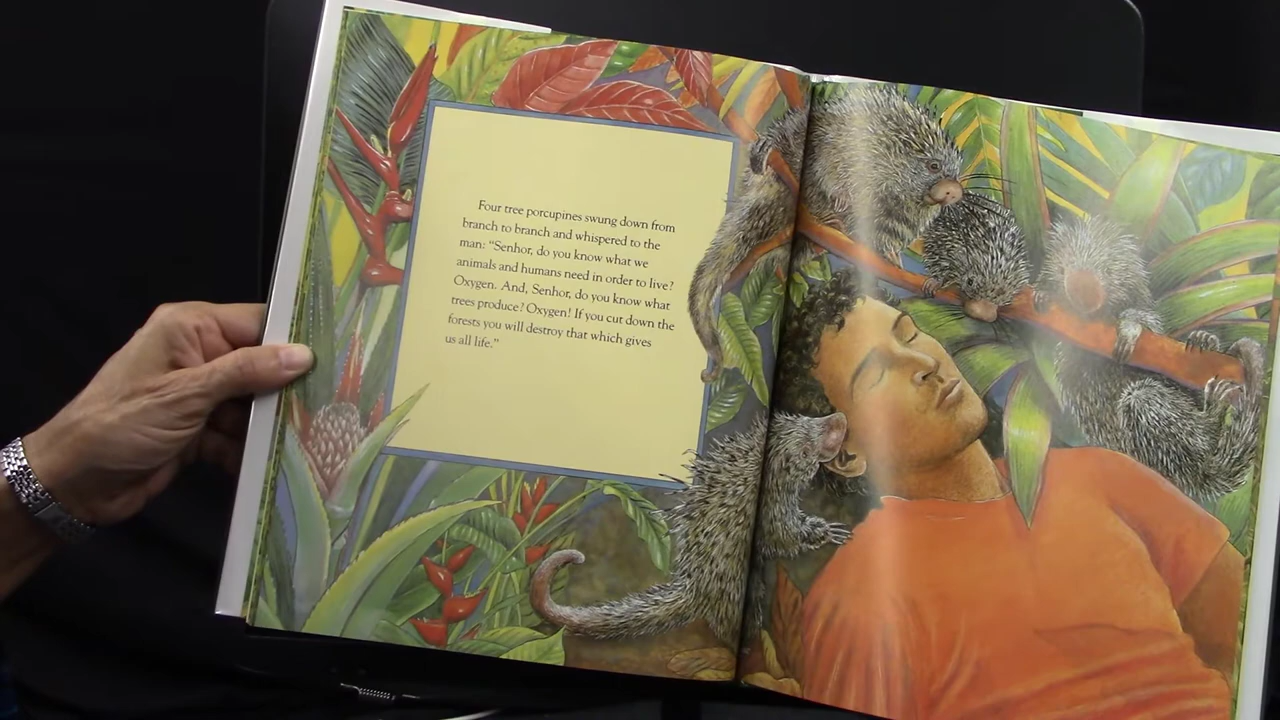 Four tree porcupines swung down from
branch to branch and whispered to the
man: “Senhor, do you know what we
animals and humans need in order to live?
Oxygen. And, Senhor, do you know what
trees produce? Oxygen! If you cut down the
forests you will destroy that which gives
us all life.”